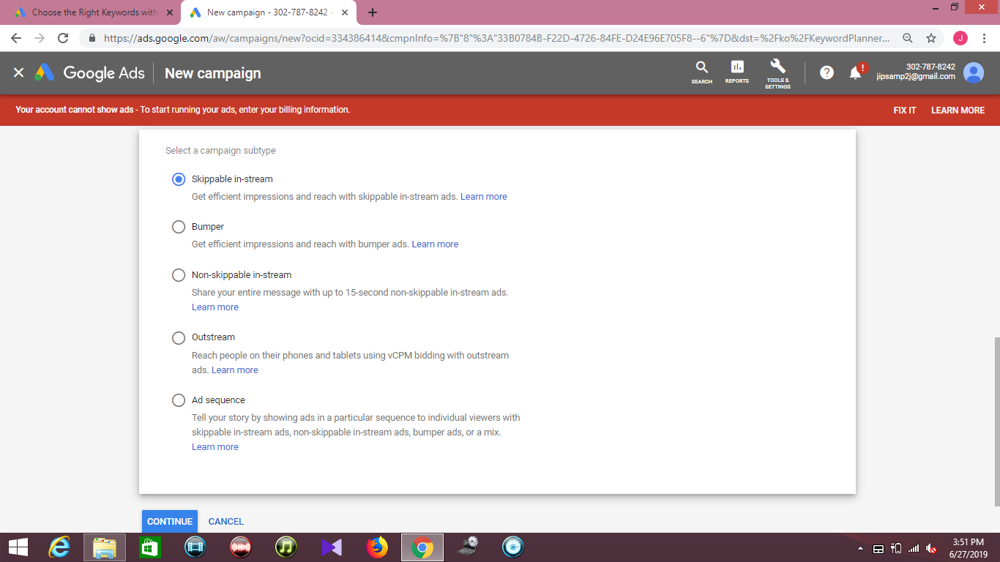 Choose the Right Keywords with
New campaign - 302-787-8242 -
https://ads.google.com/aw/campaigns/new?ocid=334386414&cmpnInfo=%7B"8"%3A"33B0784B-F22D-4726-84FE-D24E96E705F8--6"%7D&dst=%2Fko%2FKeywordPlanner...
J
Google Ads
New campaign
SEARCH
REPORTS
TOOLS &
SETTINGS
?
!
302-787-8242
jipsamp2j@gmail.com
Your account cannot show ads - To start running your ads, enter your billing information.
FIX IT
LEARN MORE
Select a campaign subtype
Skippable in-stream
Get efficient impressions and reach with skippable in-stream ads. Learn more
Bumper
Get efficient impressions and reach with bumper ads. Learn more
Non-skippable in-stream
Share your entire message with up to 15-second non-skippable in-stream ads.
Learn more
Outstream
Reach people on their phones and tablets using vCPM bidding with outstream
ads. Learn more
Ad sequence
Tell your story by showing ads in a particular sequence to individual viewers with
skippable in-stream ads, non-skippable in-stream ads, bumper ads, or a mix.
Learn more
CONTINUE
CANCEL
3:51 PM
6/27/2019